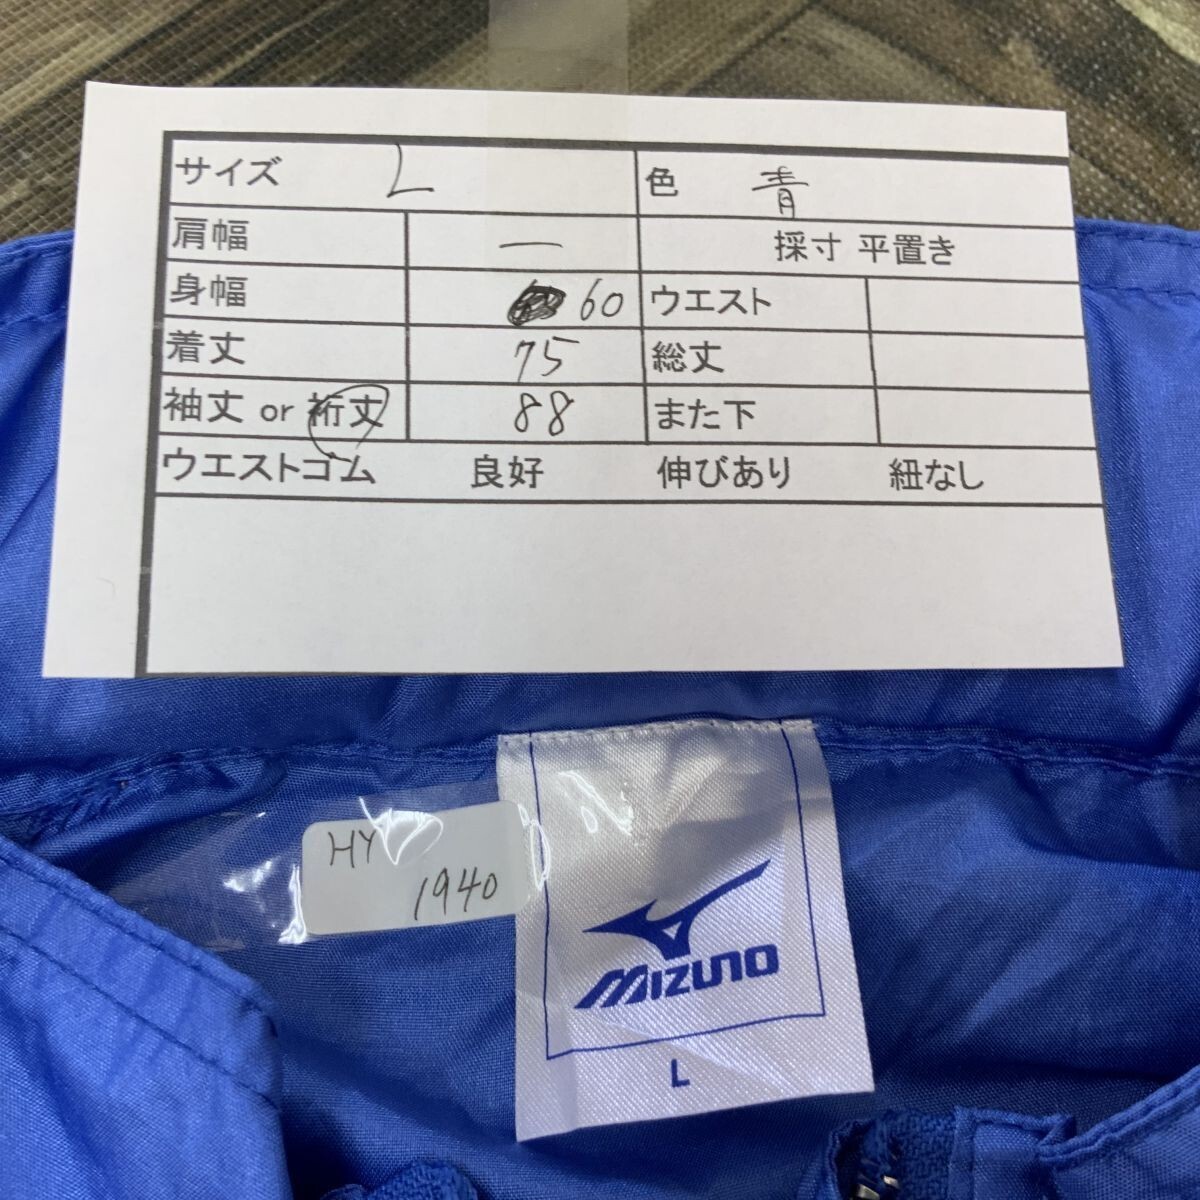 サイズ L 色 青
肩幅 — 採寸 平置き
身幅 60 ウエスト
着丈 75 総丈
袖丈 or 裄丈 88 また下
ウエストゴム 良好 伸びあり 紐なし
HY
1940
MIZUNO
L